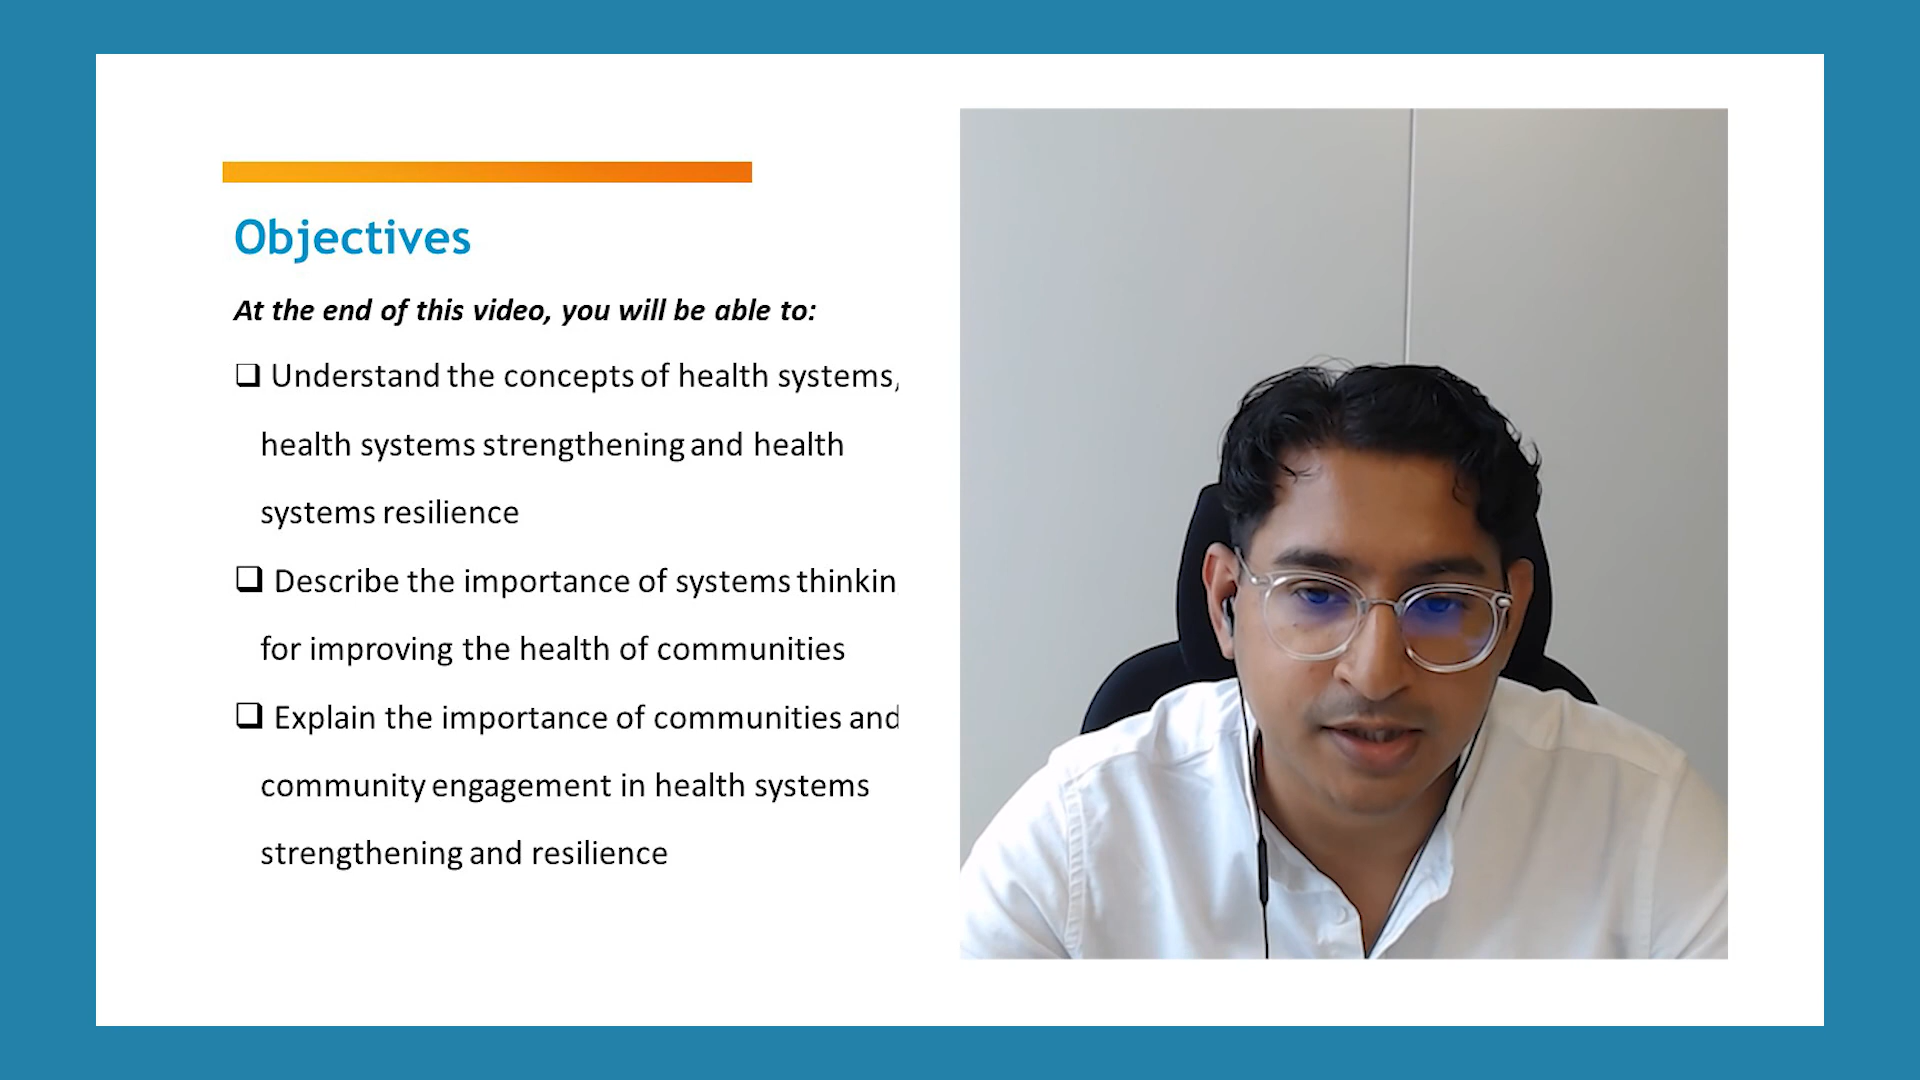 Objectives
At the end of this video, you will be able to:
❑ Understand the concepts of health systems,
health systems strengthening and health
systems resilience
❑ Describe the importance of systems thinkin
for improving the health of communities
❑ Explain the importance of communities and
community engagement in health systems
strengthening and resilience